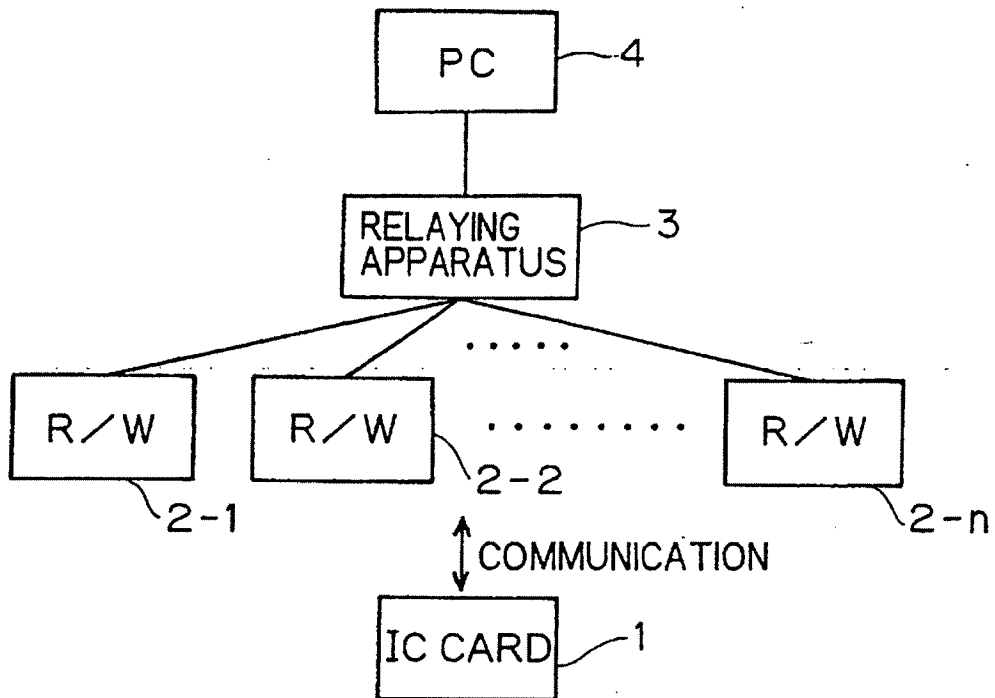 PC
4
RELAYING
APPARATUS
3
R/W
R/W
R/W
2-1
2-2
2-n
COMMUNICATION
IC CARD
1